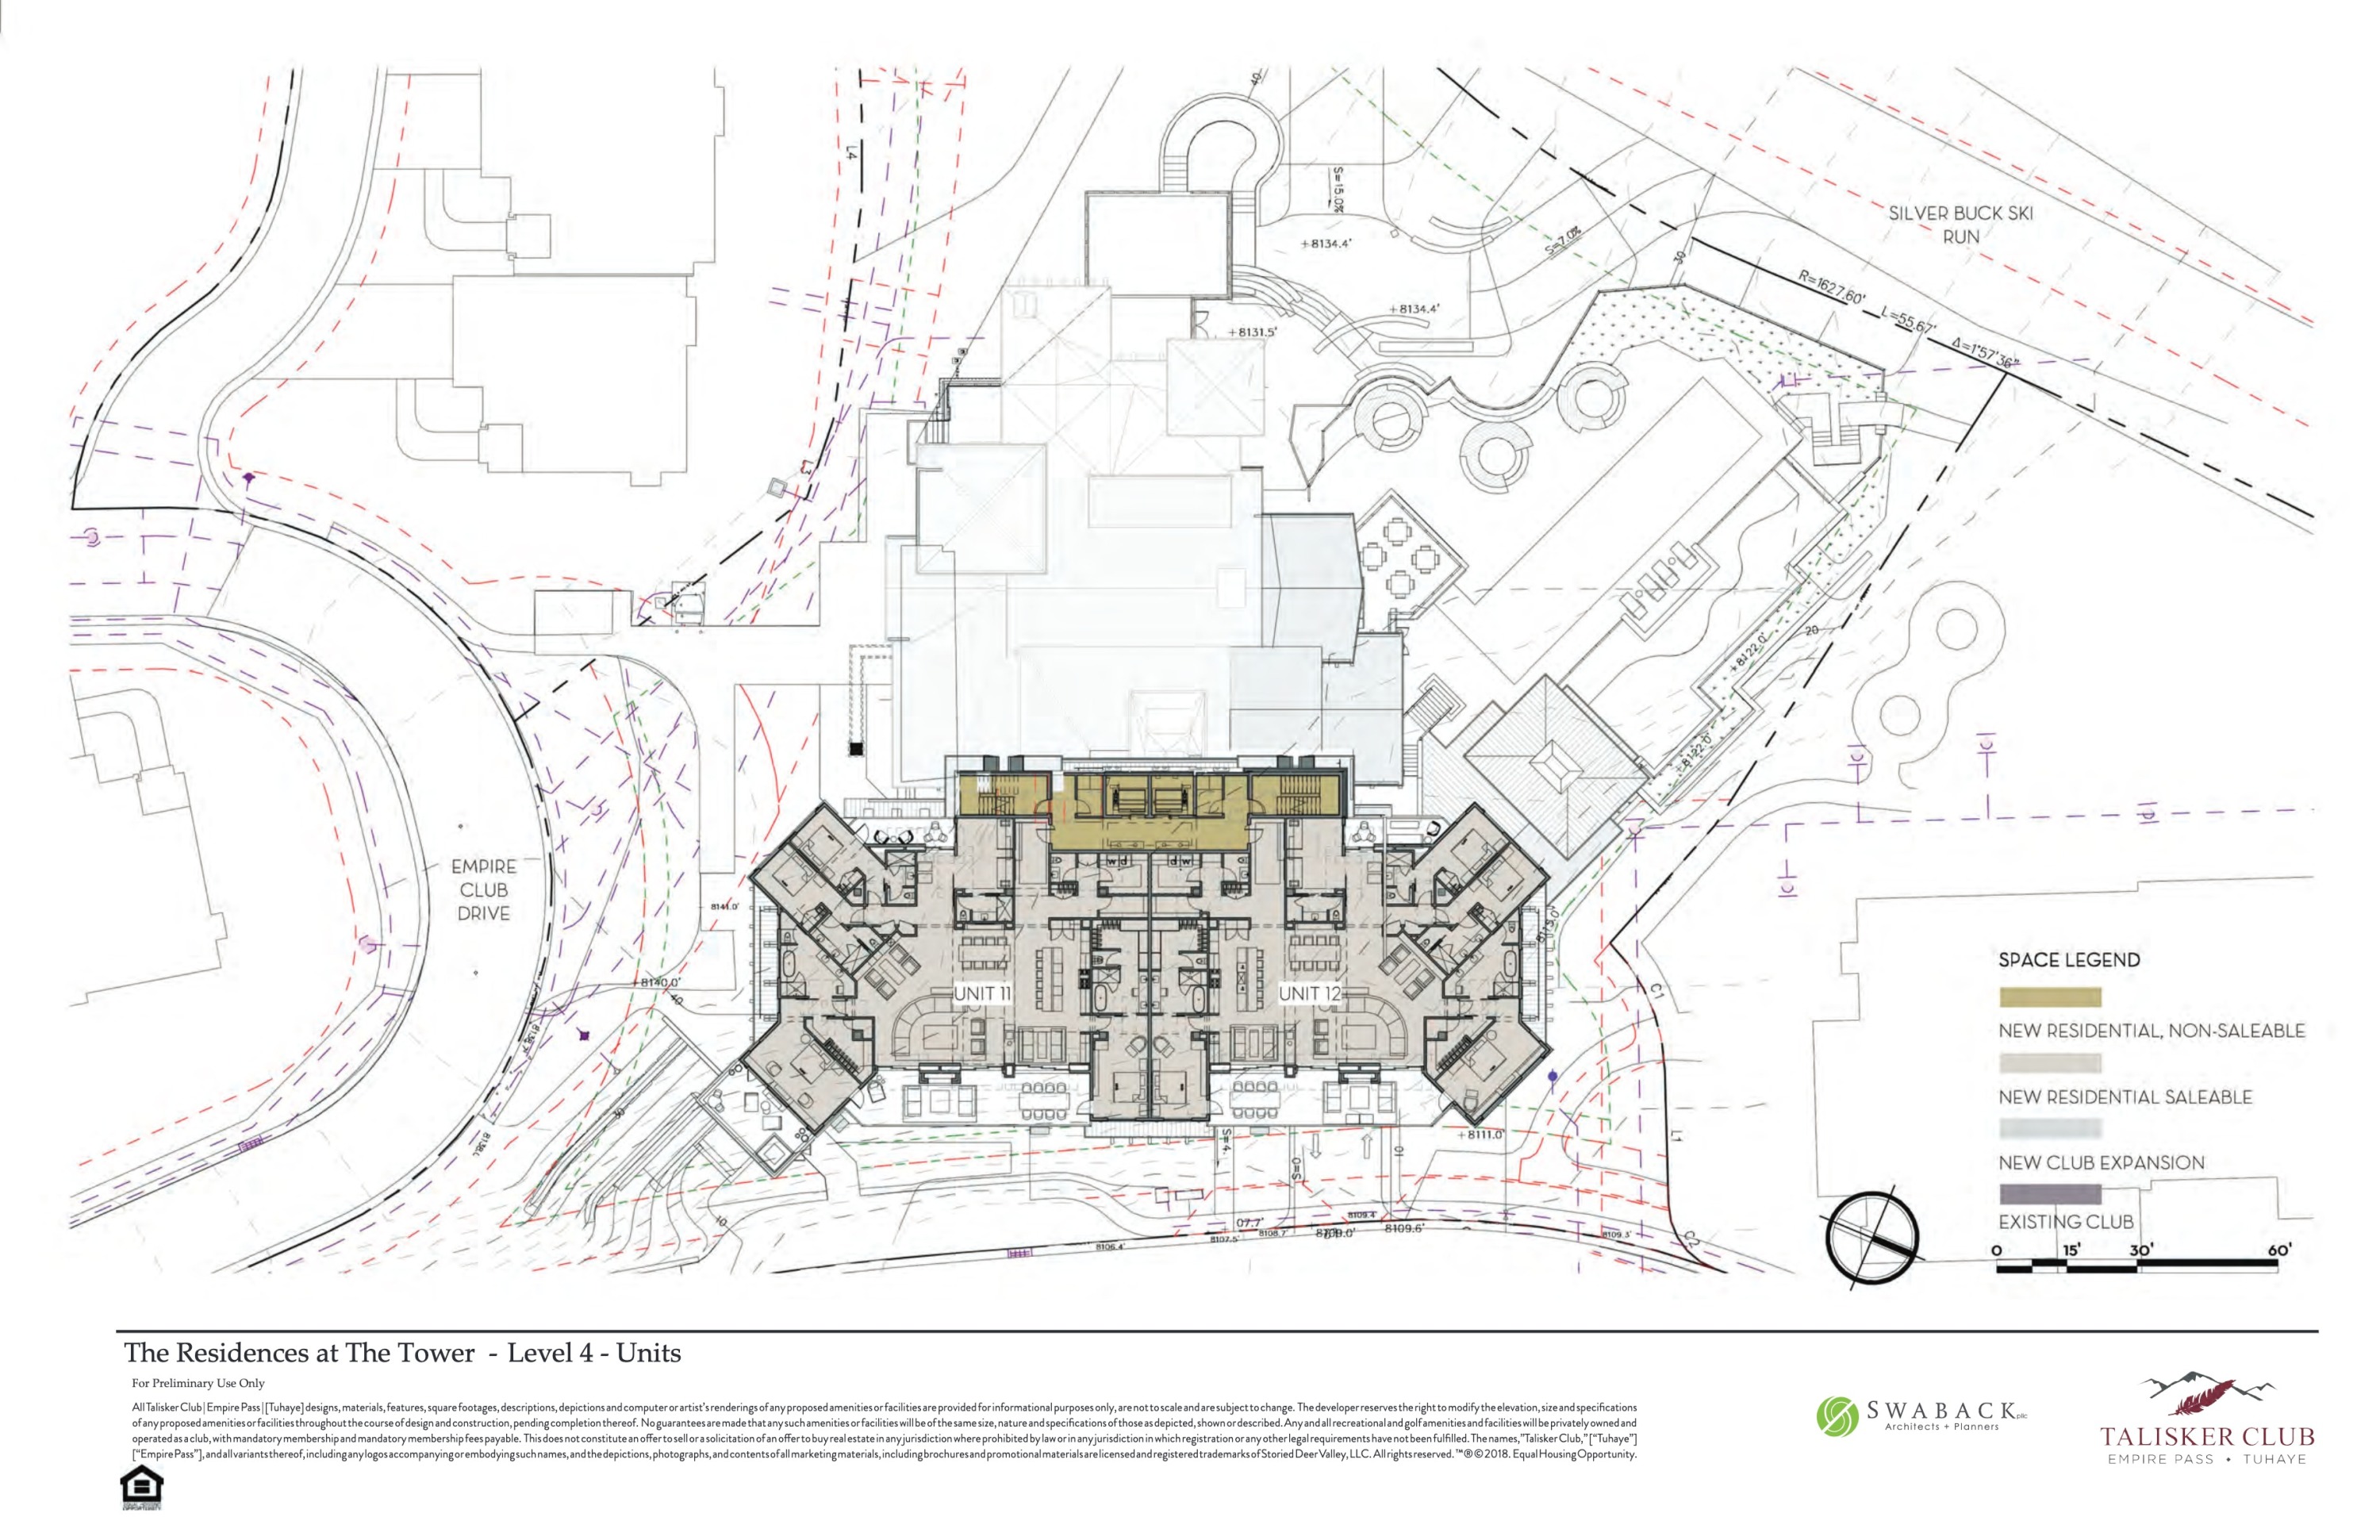 40
L4
S=15.0%
SILVER BUCK SKI
RUN
+8134.4'
S=7.0%
30
R=1627.60'
L=55.67'
Δ=1°57'36"
+8134.4'
+8131.5'
L3
20
+8122.0'
+8122.0'
EMPIRE
CLUB
DRIVE
8141.0'
w d
d w
+8140.0'
40
UNIT 11
UNIT 12
C1
SPACE LEGEND
NEW RESIDENTIAL, NON-SALEABLE
NEW RESIDENTIAL SALEABLE
NEW CLUB EXPANSION
EXISTING CLUB
0 15' 30' 60'
30
+8111.0'
L1
10
10
C2
07.7'
8106.4'
8107.5'
8108.7'
8109.4'
8109.6'
8109.3'
The Residences at The Tower - Level 4 - Units
For Preliminary Use Only
All Talisker Club | Empire Pass | [Tuhaye] designs, materials, features, square footages, descriptions, depictions and computer or artist's renderings of any proposed amenities or facilities are provided for informational purposes only, are not to scale and are subject to change. The developer reserves the right to modify the elevation, size and specifications
of any proposed amenities or facilities throughout the course of design and construction, pending completion thereof. No guarantees are made that any such amenities or facilities will be of the same size, nature and specifications of those as depicted, shown or described. Any and all recreational and golf amenities and facilities will be privately owned and
operated as a club, with mandatory membership and mandatory membership fees payable. This does not constitute an offer to sell or a solicitation of an offer to buy real estate in any jurisdiction where prohibited by law or in any jurisdiction in which registration or any other legal requirements have not been fulfilled. The names, "Talisker Club," ["Tuhaye"]
["Empire Pass"], and all variants thereof, including any logos accompanying or embodying such names, and the depictions, photographs, and contents of all marketing materials, including brochures and promotional materials are licensed and registered trademarks of Storied Deer Valley, LLC. All rights reserved. ™®©2018. Equal Housing Opportunity.
SWABACK pllc
Architects + Planners
TALISKER CLUB
EMPIRE PASS • TUHAYE